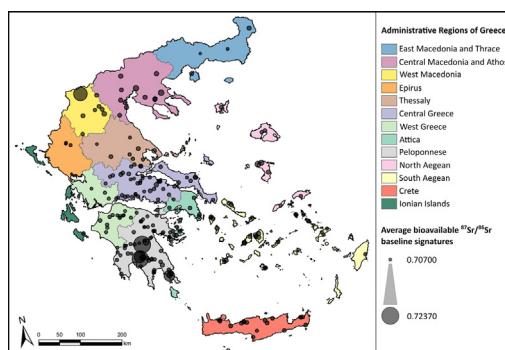 Administrative Regions of Greece
East Macedonia and Thrace
Central Macedonia and Athos
West Macedonia
Epirus
Thessaly
Central Greece
West Greece
Attica
Peloponnese
North Aegean
South Aegean
Crete
Ionian Islands
Average bioavailable ⁸⁷Sr/⁸⁶Sr
baseline signatures
0.70700
0.72370
N
0 50 100 200
km